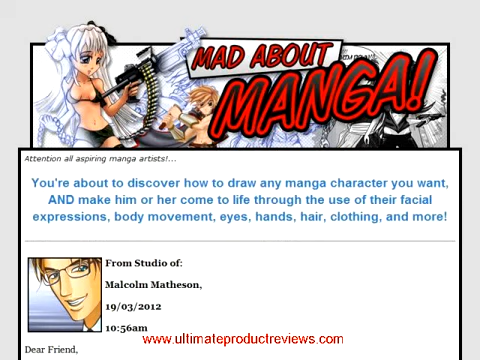 MAD ABOUT
MANGA!
Attention all aspiring manga artists!...
You're about to discover how to draw any manga character you want,
AND make him or her come to life through the use of their facial
expressions, body movement, eyes, hands, hair, clothing, and more!
From Studio of:
Malcolm Matheson,
19/03/2012
10:56am
www.ultimateproductreviews.com
Dear Friend,